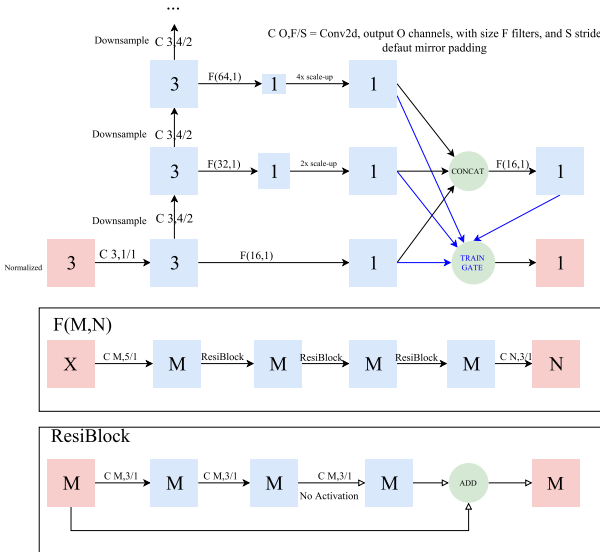 ...
Downsample C 3,4/2
C O,F/S = Conv2d, output O channels, with size F filters, and S stride
defaut mirror padding
3 F(64,1) 1 4x scale-up 1
Downsample C 3,4/2
3 F(32,1) 1 2x scale-up 1 CONCAT F(16,1) 1
Downsample C 3,4/2
Normalized 3 C 3,1/1 3 F(16,1) 1 TRAIN
GATE 1
F(M,N)
X C M,5/1 M ResiBlock M ResiBlock M ResiBlock M C N,3/1 N
ResiBlock
M C M,3/1 M C M,3/1 M C M,3/1
No Activation M ADD M